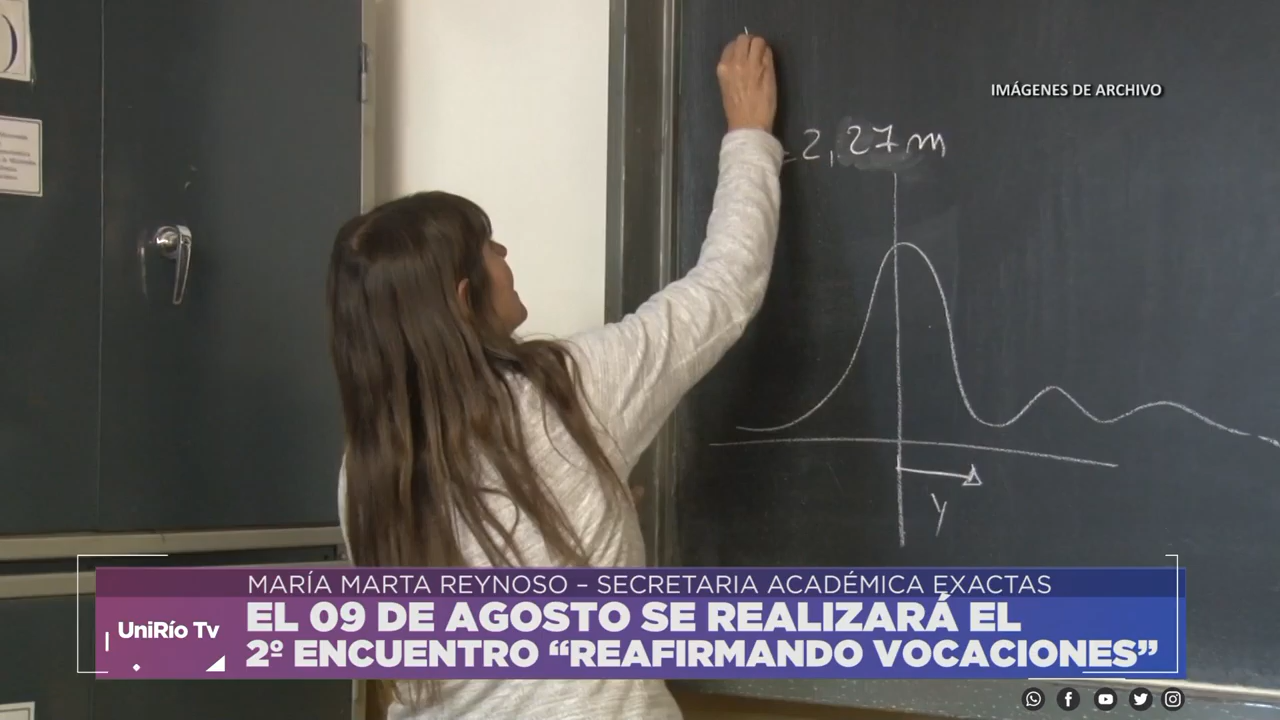 IMÁGENES DE ARCHIVO
=2,27 m
y
MARÍA MARTA REYNOSO – SECRETARIA ACADÉMICA EXACTAS
EL 09 DE AGOSTO SE REALIZARÁ EL
2º ENCUENTRO “REAFIRMANDO VOCACIONES”
UniRío Tv